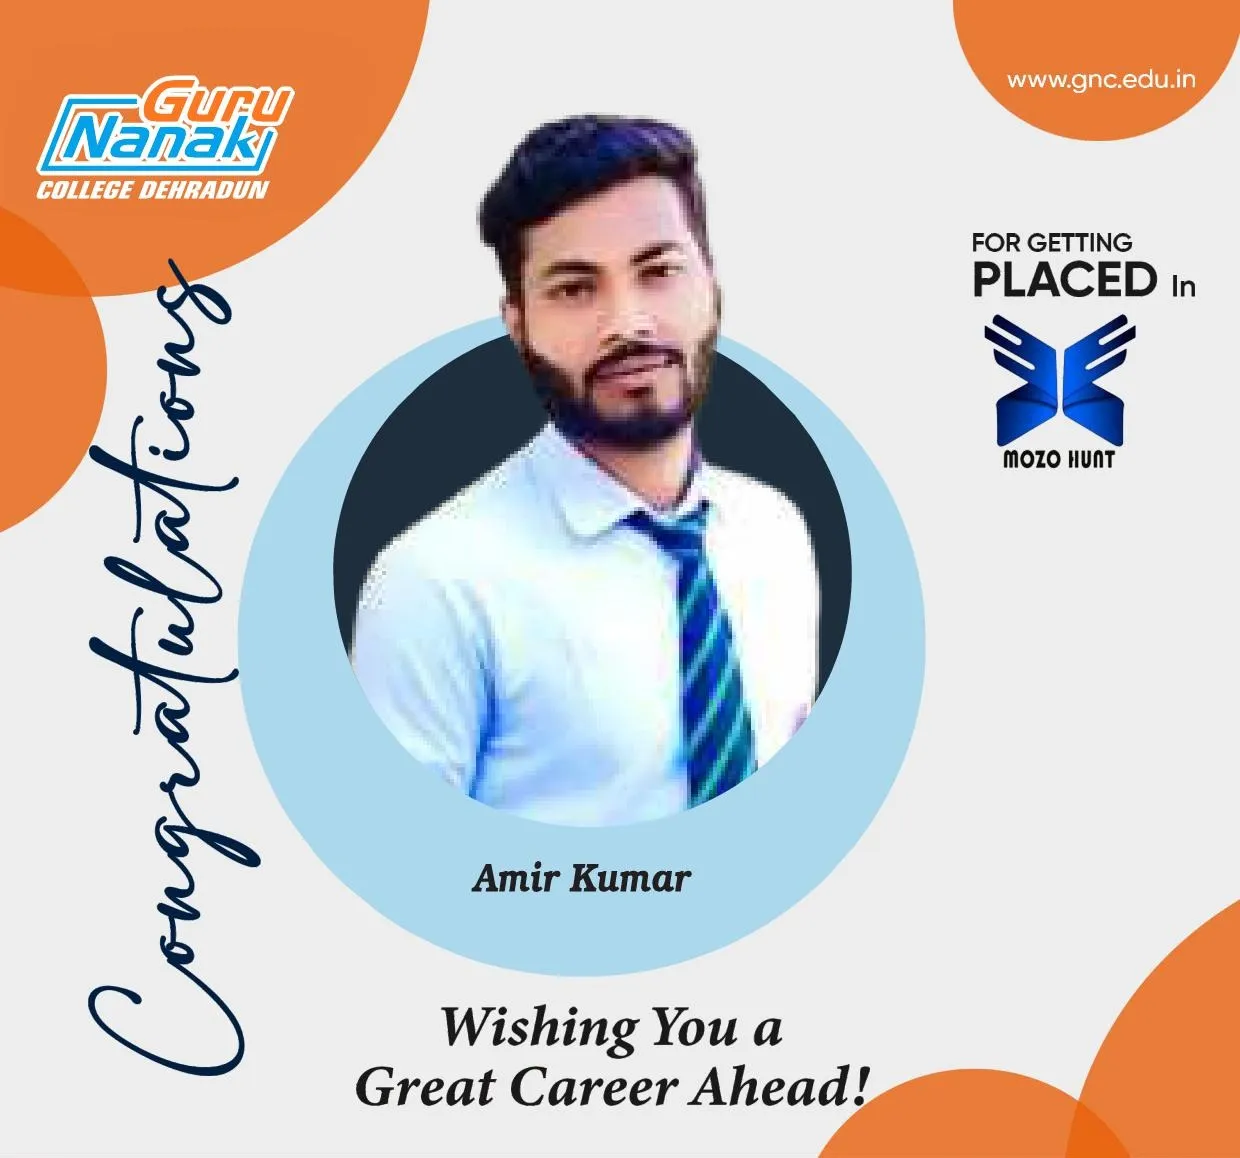 Guru
Nanak
COLLEGE DEHRADUN
www.gnc.edu.in
Congratulations
FOR GETTING
PLACED In
MOZO HUNT
Amir Kumar
Wishing You a
Great Career Ahead!